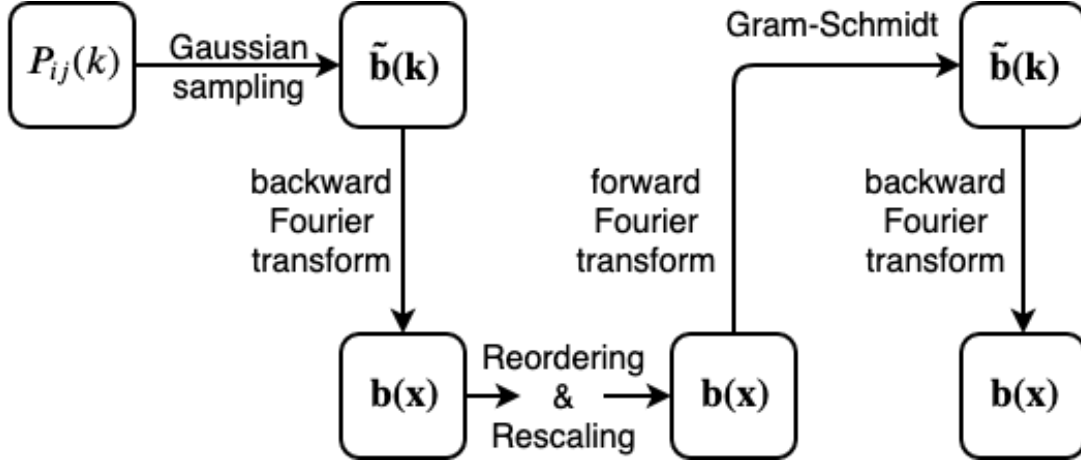 P_{ij}(k)
Gaussian
sampling
b̃(k)
Gram-Schmidt
b̃(k)
backward
Fourier
transform
forward
Fourier
transform
backward
Fourier
transform
b(x)
Reordering
&
Rescaling
b(x)
b(x)